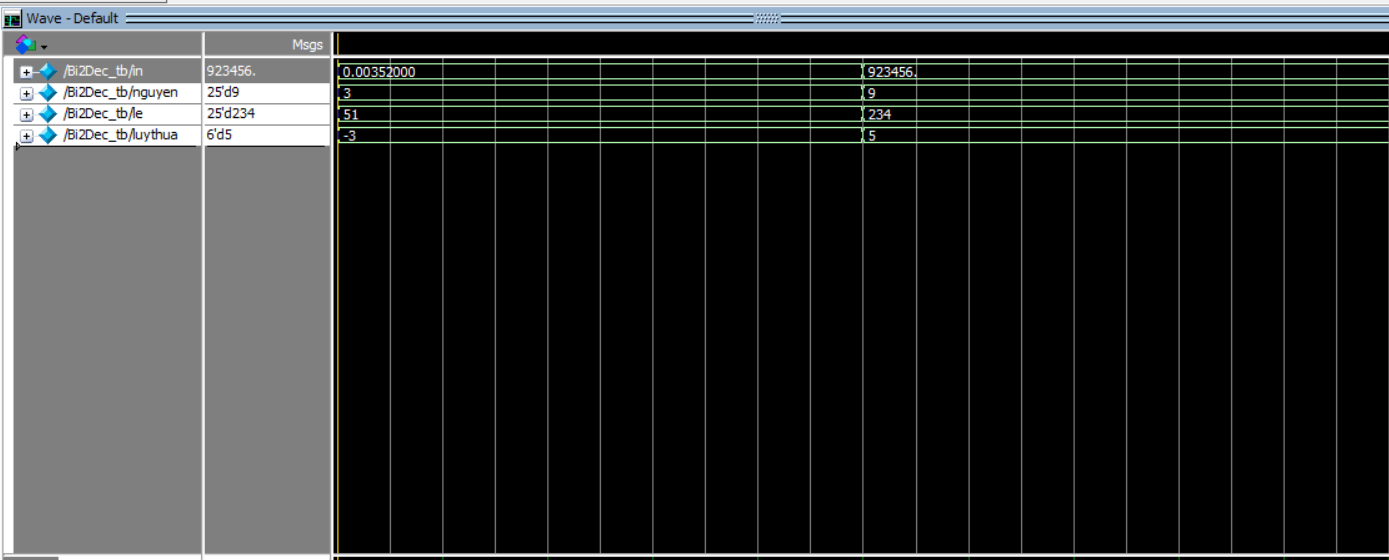 Wave - Default
Msgs
/Bi2Dec_tb/in 923456. 0.00352000 923456.
/Bi2Dec_tb/nguyen 25'd9 3 9
/Bi2Dec_tb/le 25'd234 51 234
/Bi2Dec_tb/luythua 6'd5 -3 5